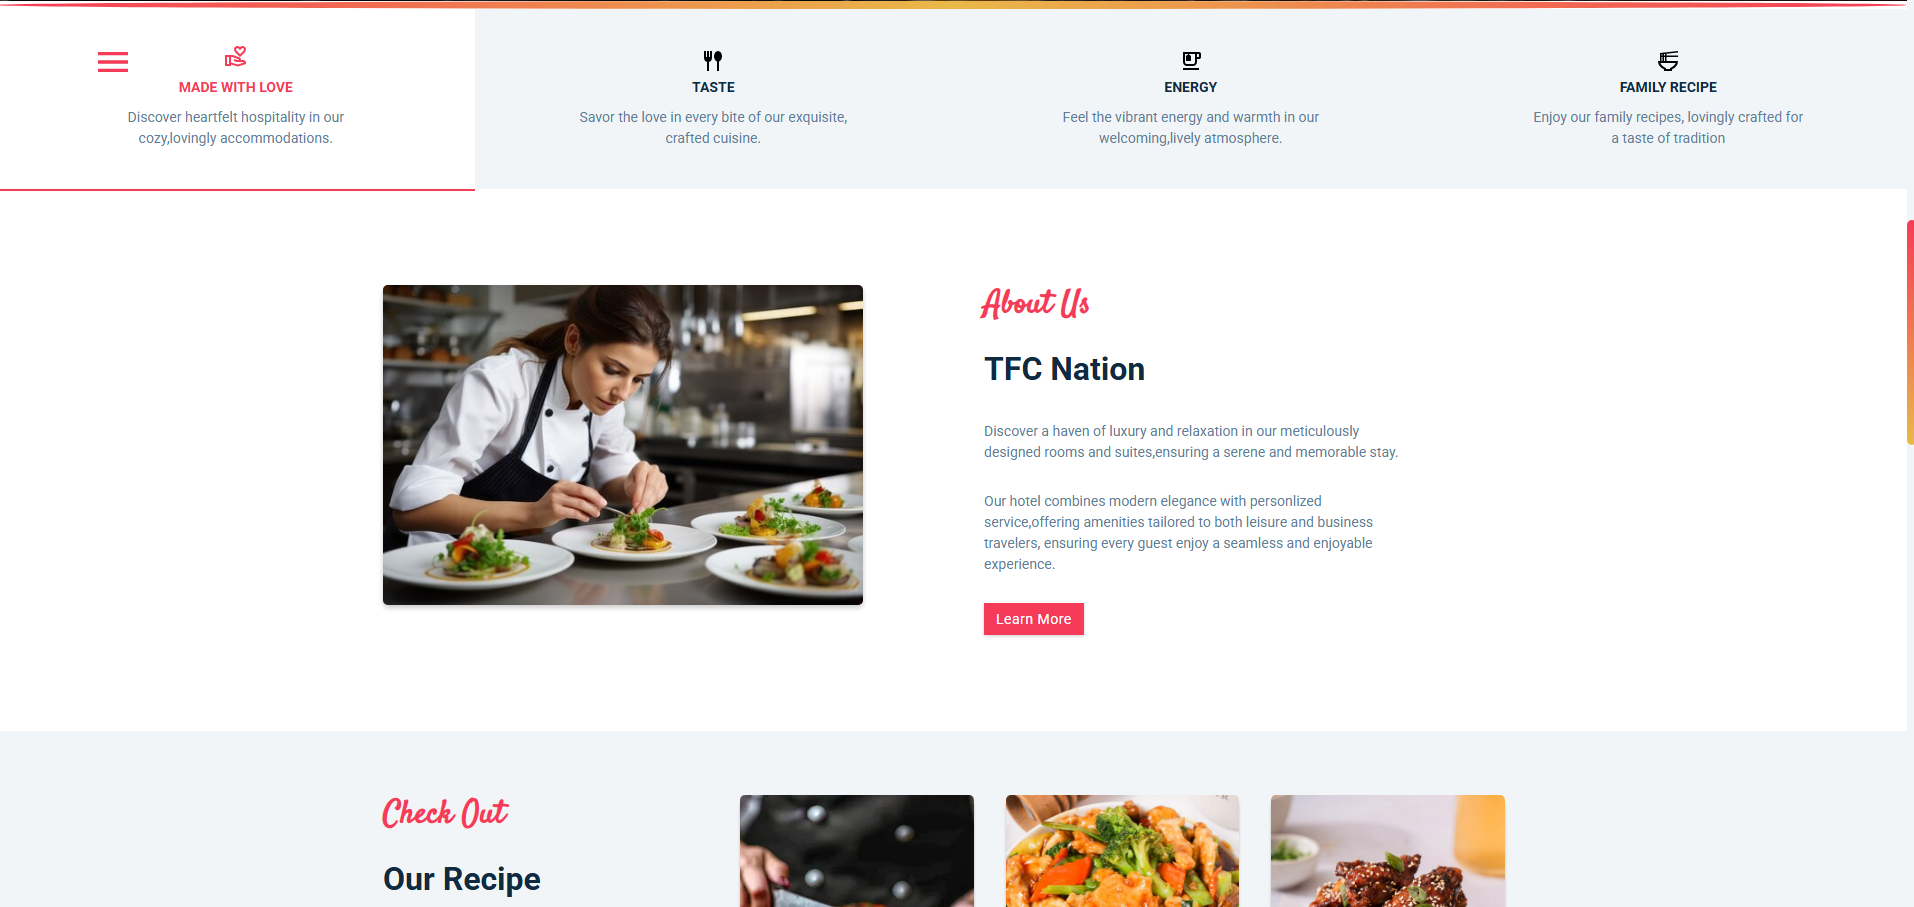 MADE WITH LOVE
Discover heartfelt hospitality in our
cozy,lovingly accommodations.
TASTE
Savor the love in every bite of our exquisite,
crafted cuisine.
ENERGY
Feel the vibrant energy and warmth in our
welcoming,lively atmosphere.
FAMILY RECIPE
Enjoy our family recipes, lovingly crafted for
a taste of tradition
About Us
TFC Nation
Discover a haven of luxury and relaxation in our meticulously
designed rooms and suites,ensuring a serene and memorable stay.
Our hotel combines modern elegance with personlized
service,offering amenities tailored to both leisure and business
travelers, ensuring every guest enjoy a seamless and enjoyable
experience.
Learn More
Check Out
Our Recipe